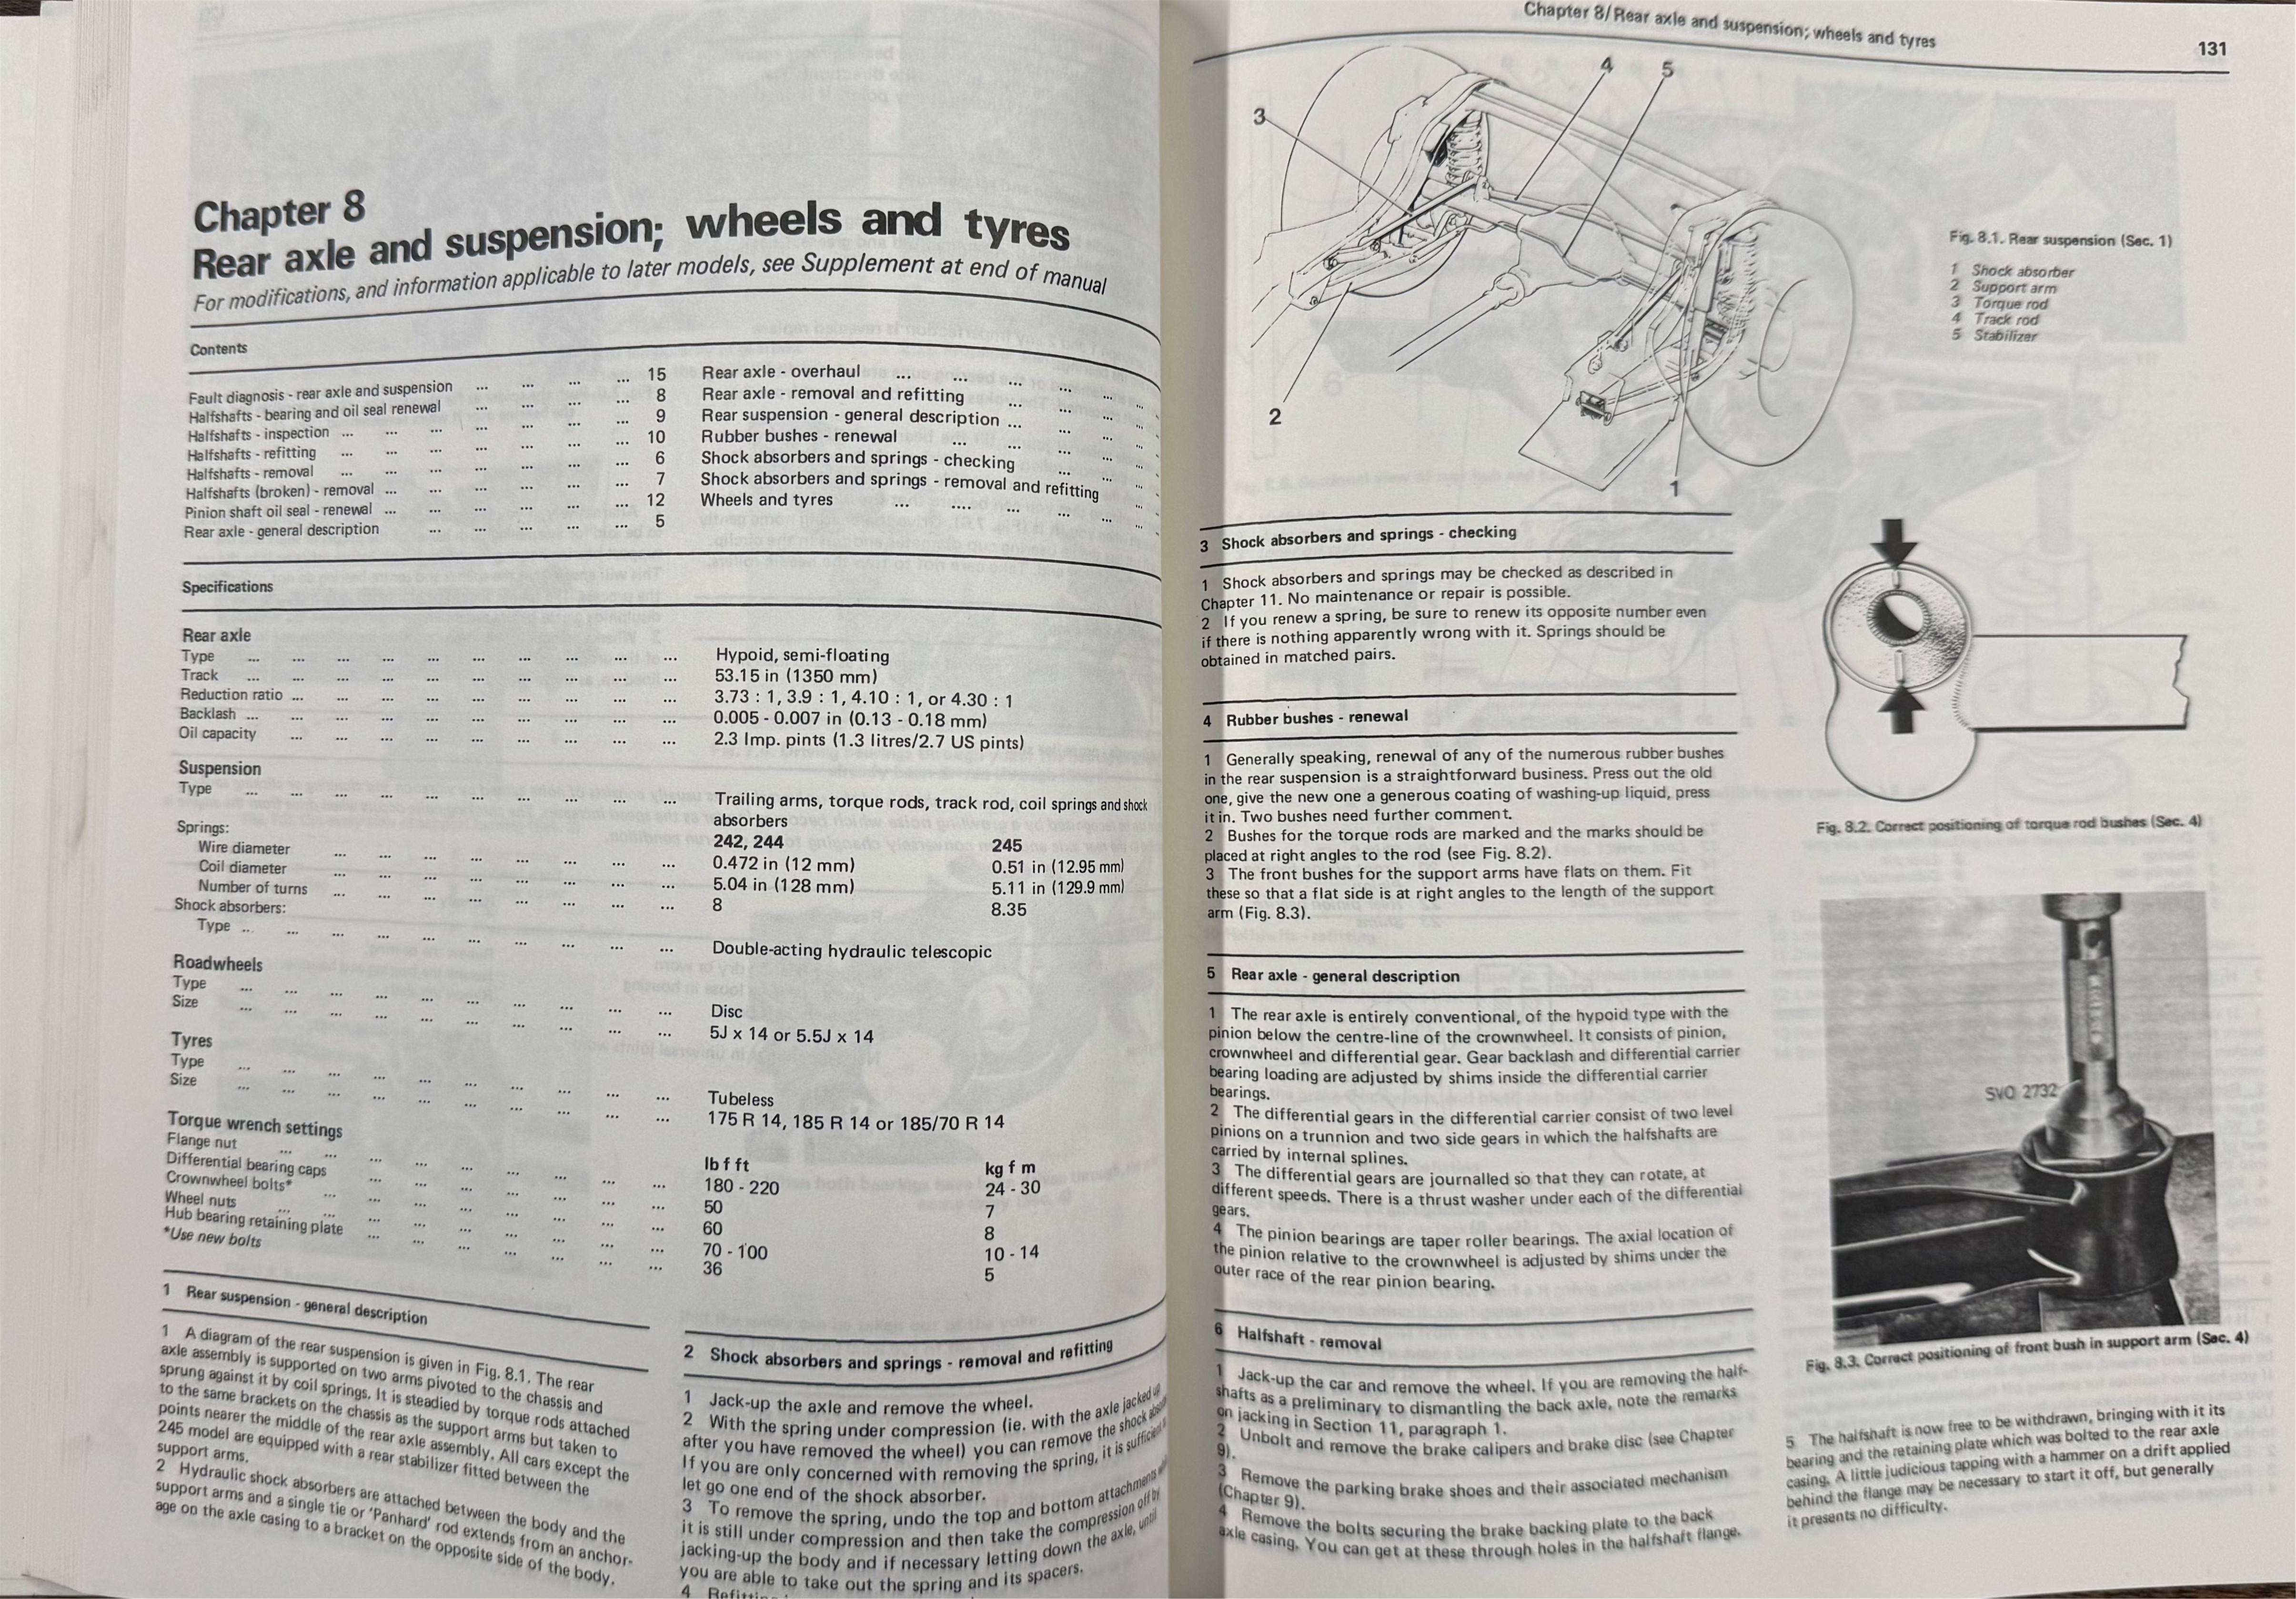 Chapter 8
Rear axle and suspension; wheels and tyres
For modifications, and information applicable to later models, see Supplement at end of manual
Contents
Fault diagnosis - rear axle and suspension ... ... ... ... 15
Halfshafts - bearing and oil seal renewal ... ... ... ... 8
Halfshafts - inspection ... ... ... ... ... ... 9
Halfshafts - refitting ... ... ... ... ... ... 10
Halfshafts - removal ... ... ... ... ... ... 6
Halfshafts (broken) - removal ... ... ... ... ... 7
Pinion shaft oil seal - renewal ... ... ... ... ... 12
Rear axle - general description ... ... ... ... ... 5
Rear axle - overhaul ... ... ... ...
Rear axle - removal and refitting ... ... ...
Rear suspension - general description ... ... ...
Rubber bushes - renewal ... ... ...
Shock absorbers and springs - checking ... ...
Shock absorbers and springs - removal and refitting ...
Wheels and tyres ... .... ... ... ...
Specifications
Rear axle
Type ... ... ... ... ... ... ... ... ... ... Hypoid, semi-floating
Track ... ... ... ... ... ... ... ... ... ... 53.15 in (1350 mm)
Reduction ratio ... ... ... ... ... ... ... ... ... 3.73 : 1, 3.9 : 1, 4.10 : 1, or 4.30 : 1
Backlash ... ... ... ... ... ... ... ... ... ... 0.005 - 0.007 in (0.13 - 0.18 mm)
Oil capacity ... ... ... ... ... ... ... ... ... 2.3 Imp. pints (1.3 litres/2.7 US pints)
Suspension
Type ... ... ... ... ... ... ... ... ... ... Trailing arms, torque rods, track rod, coil springs and shock
absorbers
Springs: 242, 244 245
Wire diameter ... ... ... ... ... ... ... ... 0.472 in (12 mm) 0.51 in (12.95 mm)
Coil diameter ... ... ... ... ... ... ... ... 5.04 in (128 mm) 5.11 in (129.9 mm)
Number of turns ... ... ... ... ... ... ... ... 8 8.35
Shock absorbers:
Type ... ... ... ... ... ... ... ... ... ... Double-acting hydraulic telescopic
Roadwheels
Type ... ... ... ... ... ... ... ... ... ... Disc
Size ... ... ... ... ... ... ... ... ... ... 5J x 14 or 5.5J x 14
Tyres
Type ... ... ... ... ... ... ... ... ... ... Tubeless
Size ... ... ... ... ... ... ... ... ... ... 175 R 14, 185 R 14 or 185/70 R 14
Torque wrench settings lb f ft kg f m
Flange nut ... ... ... ... ... ... ... ... ... 180 - 220 24 - 30
Differential bearing caps ... ... ... ... ... ... ... 50 7
Crownwheel bolts* ... ... ... ... ... ... ... ... 60 8
Wheel nuts ... ... ... ... ... ... ... ... ... 70 - 100 10 - 14
Hub bearing retaining plate ... ... ... ... ... ... ... 36 5
*Use new bolts
1 Rear suspension - general description
1 A diagram of the rear suspension is given in Fig. 8.1. The rear
axle assembly is supported on two arms pivoted to the chassis and
sprung against it by coil springs. It is steadied by torque rods attached
to the same brackets on the chassis as the support arms but taken to
points nearer the middle of the rear axle assembly. All cars except the
245 model are equipped with a rear stabilizer fitted between the
support arms.
2 Hydraulic shock absorbers are attached between the body and the
support arms and a single tie or 'Panhard' rod extends from an anchor-
age on the axle casing to a bracket on the opposite side of the body.
2 Shock absorbers and springs - removal and refitting
1 Jack-up the axle and remove the wheel.
2 With the spring under compression (ie. with the axle jacked up
after you have removed the wheel) you can remove the shock
If you are only concerned with removing the spring, it is sufficient
let go one end of the shock absorber.
3 To remove the spring, undo the top and bottom attachments
it is still under compression and then take the compression off by
jacking-up the body and if necessary letting down the axle, until
you are able to take out the spring and its spacers.
4
Chapter 8/Rear axle and suspension; wheels and tyres
131
3
4
5
2
1
Fig. 8.1. Rear suspension (Sec. 1)
1 Shock absorber
2 Support arm
3 Torque rod
4 Track rod
5 Stabilizer
3 Shock absorbers and springs - checking
1 Shock absorbers and springs may be checked as described in
Chapter 11. No maintenance or repair is possible.
2 If you renew a spring, be sure to renew its opposite number even
if there is nothing apparently wrong with it. Springs should be
obtained in matched pairs.
4 Rubber bushes - renewal
1 Generally speaking, renewal of any of the numerous rubber bushes
in the rear suspension is a straightforward business. Press out the old
one, give the new one a generous coating of washing-up liquid, press
it in. Two bushes need further comment.
2 Bushes for the torque rods are marked and the marks should be
placed at right angles to the rod (see Fig. 8.2).
3 The front bushes for the support arms have flats on them. Fit
these so that a flat side is at right angles to the length of the support
arm (Fig. 8.3).
5 Rear axle - general description
1 The rear axle is entirely conventional, of the hypoid type with the
pinion below the centre-line of the crownwheel. It consists of pinion,
crownwheel and differential gear. Gear backlash and differential carrier
bearing loading are adjusted by shims inside the differential carrier
bearings.
2 The differential gears in the differential carrier consist of two level
pinions on a trunnion and two side gears in which the halfshafts are
carried by internal splines.
3 The differential gears are journalled so that they can rotate, at
different speeds. There is a thrust washer under each of the differential
gears.
4 The pinion bearings are taper roller bearings. The axial location of
the pinion relative to the crownwheel is adjusted by shims under the
outer race of the rear pinion bearing.
6 Halfshaft - removal
1 Jack-up the car and remove the wheel. If you are removing the half-
shafts as a preliminary to dismantling the back axle, note the remarks
on jacking in Section 11, paragraph 1.
2 Unbolt and remove the brake calipers and brake disc (see Chapter
9).
3 Remove the parking brake shoes and their associated mechanism
(Chapter 9).
4 Remove the bolts securing the brake backing plate to the back
axle casing. You can get at these through holes in the halfshaft flange.
Fig. 8.2. Correct positioning of torque rod bushes (Sec. 4)
SVO 2732
Fig. 8.3. Correct positioning of front bush in support arm (Sec. 4)
5 The halfshaft is now free to be withdrawn, bringing with it its
bearing and the retaining plate which was bolted to the rear axle
casing. A little judicious tapping with a hammer on a drift applied
behind the flange may be necessary to start it off, but generally
it presents no difficulty.